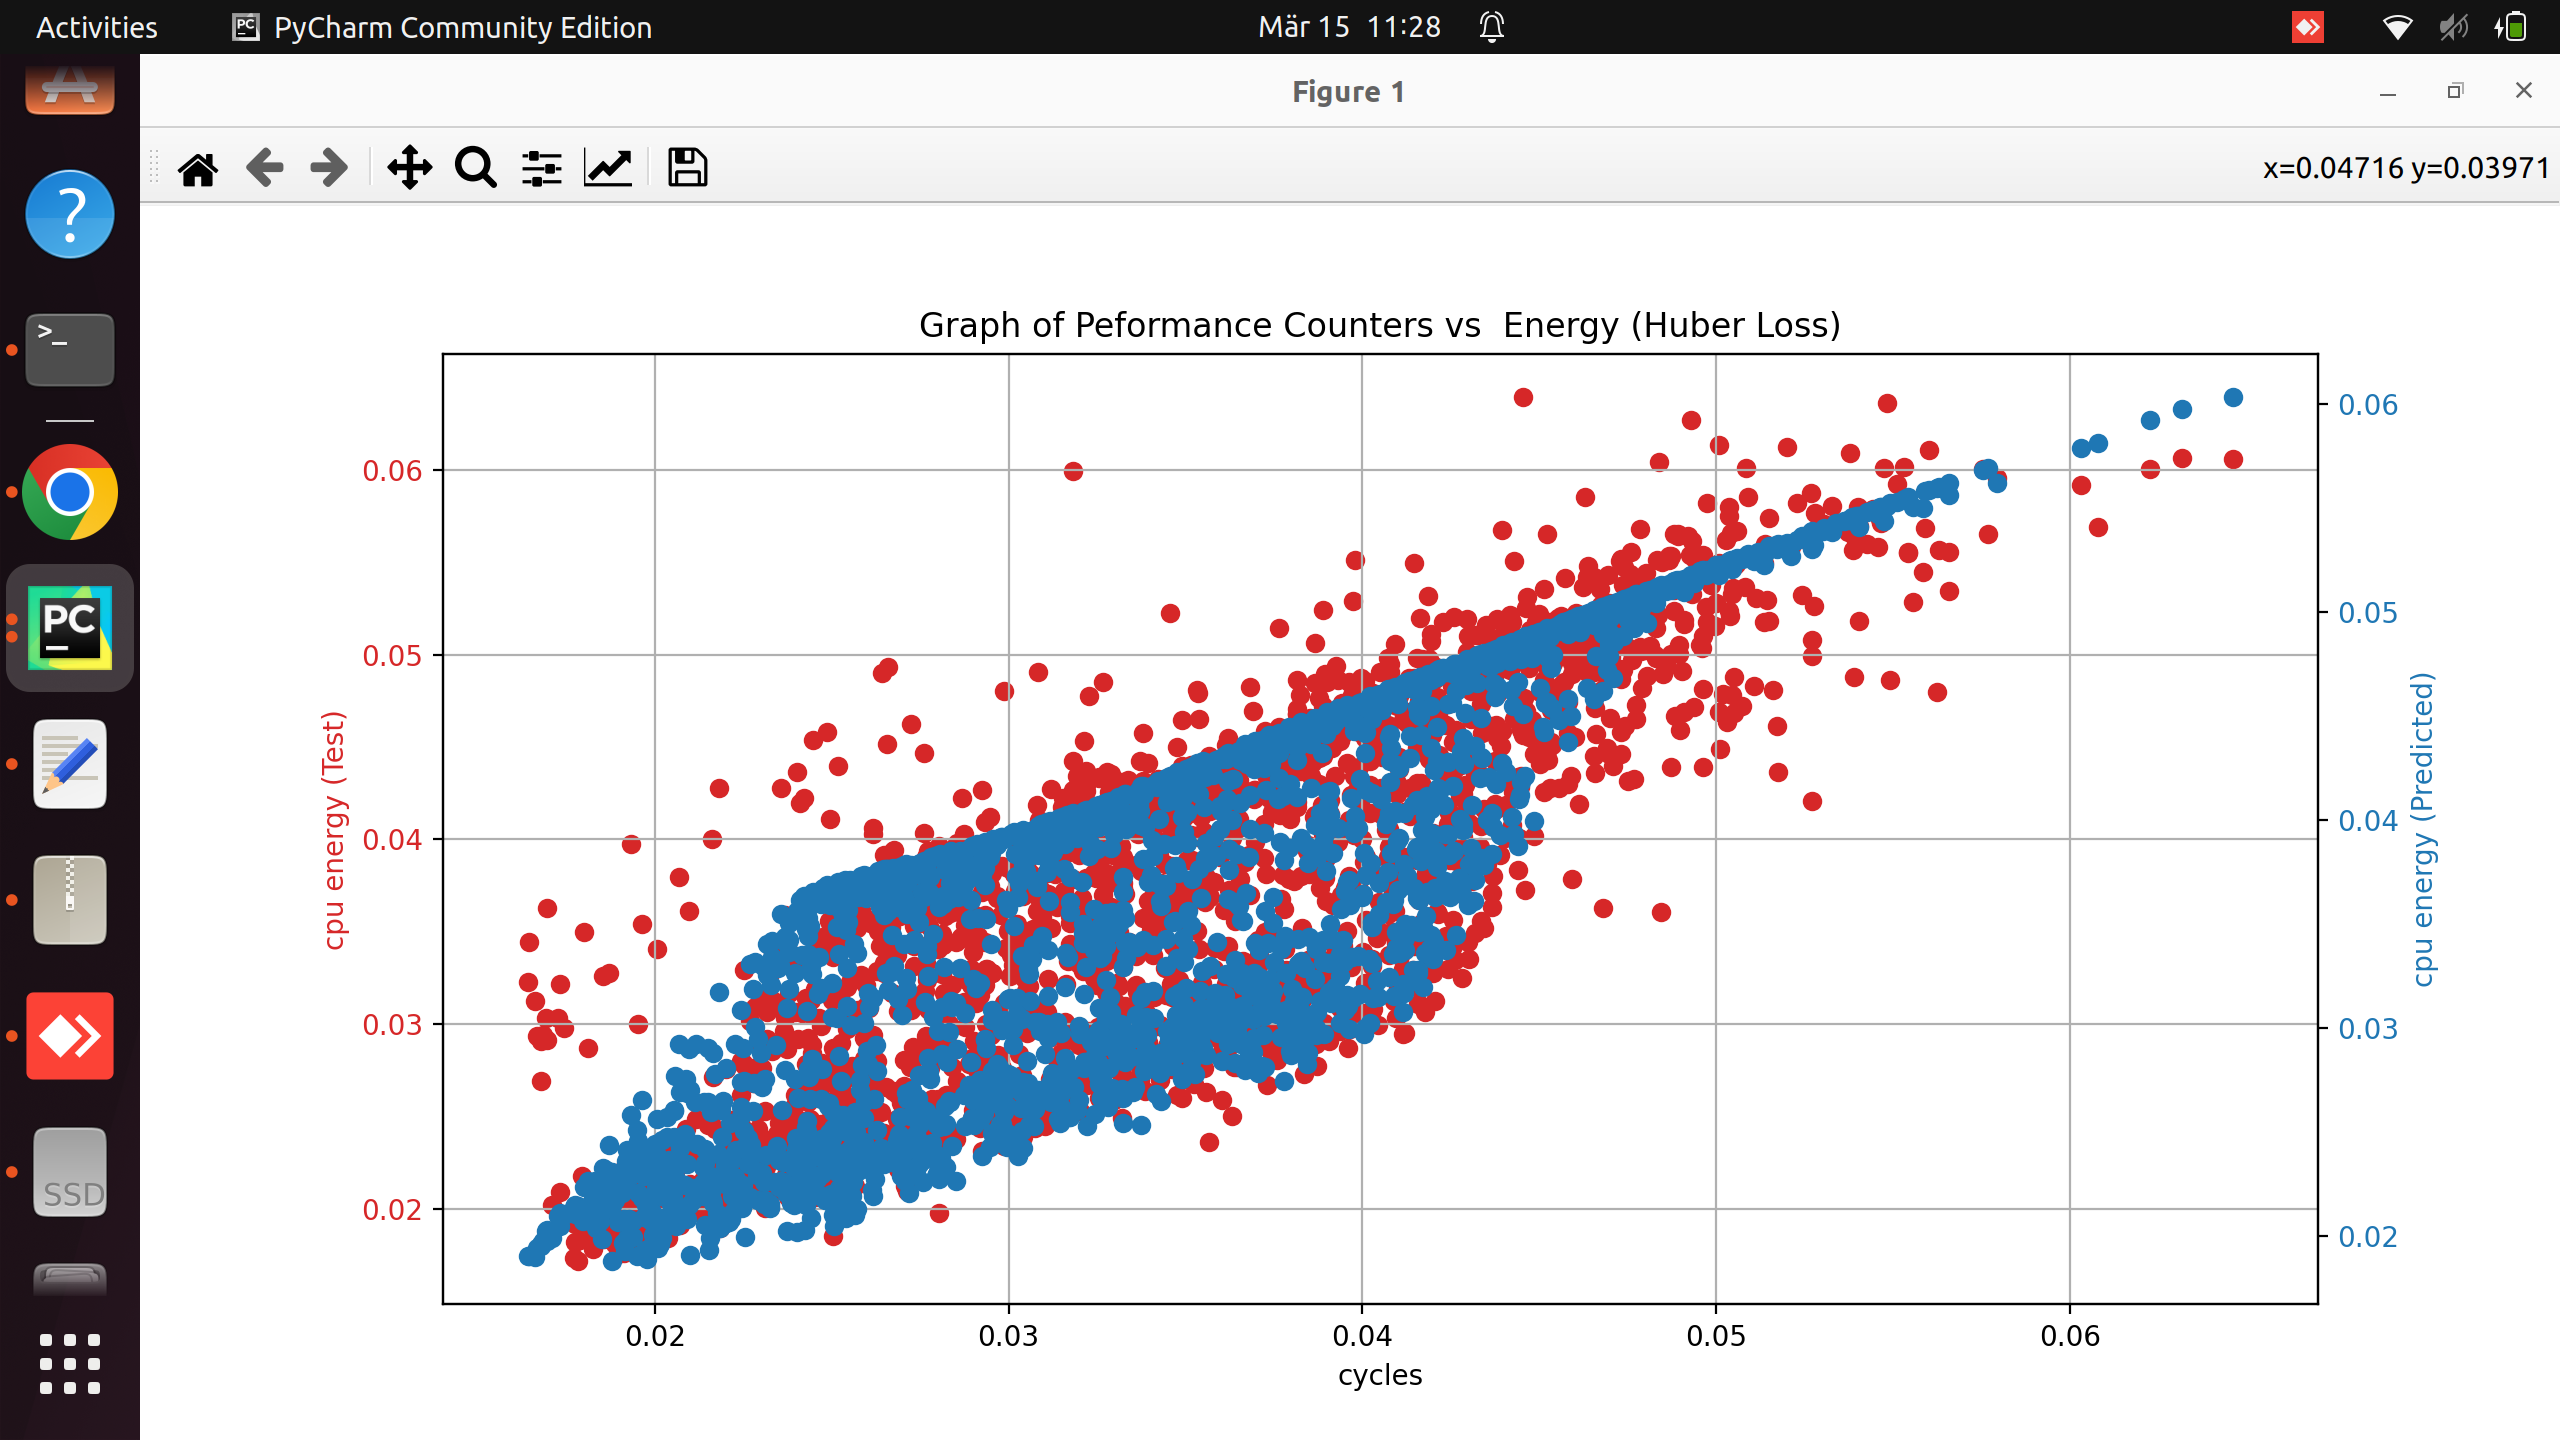 Activities
PyCharm Community Edition
Mär 15 11:28
Figure 1
x=0.04716 y=0.03971
>_
?
PC
SSD
Graph of Peformance Counters vs  Energy (Huber Loss)
cpu energy (Test)
0.06
0.05
0.04
0.03
0.02
0.06
0.05
0.04
0.03
0.02
cpu energy (Predicted)
0.02 0.03 0.04 0.05 0.06
cycles